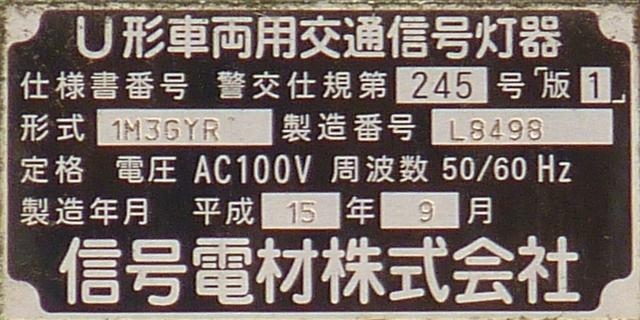 U形車両用交通信号灯器
仕様書番号 警交仕規第 245 号「版 1」
形式 1M3GYR 製造番号 L8498
定格 電圧 AC100V 周波数 50/60 Hz
製造年月 平成 15 年 9 月
信号電材株式会社